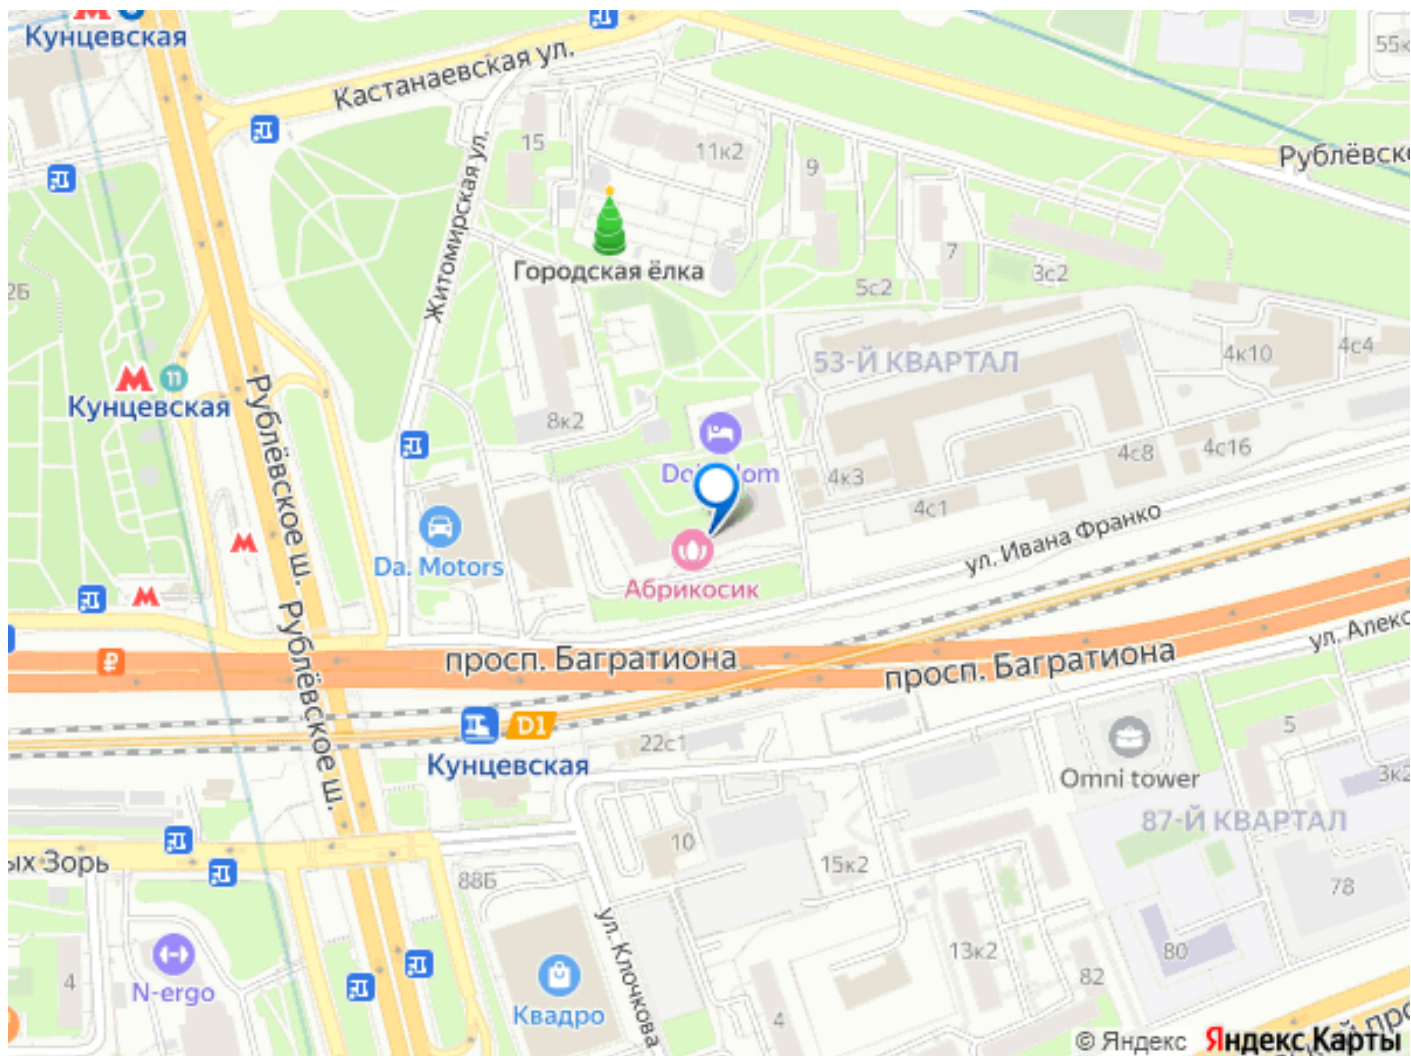 Кунцевская
Кастанаевская ул.
55к
15
11к2
9
Рублёвск
Житомирская ул.
7
Городская ёлка
3с2
5с2
2Б
53-Й КВАРТАЛ
4к10
4с4
М
11
Кунцевская
Рублёвское ш.
8к2
4с8
4с16
4к3
4с1
ул. Ивана Франко
Da. Motors
Абрикосик
М
М
Рублёвское ш.
₽
просп. Багратиона
просп. Багратиона
ул. Алекс
D1
Кунцевская
22с1
5
Omni tower
3к2
87-Й КВАРТАЛ
10
15к2
ых Зорь
88Б
78
ул. Клочкова
13к2
80
82
4
N-ergo
Квадро
4
© Яндекс Яндекс Карты